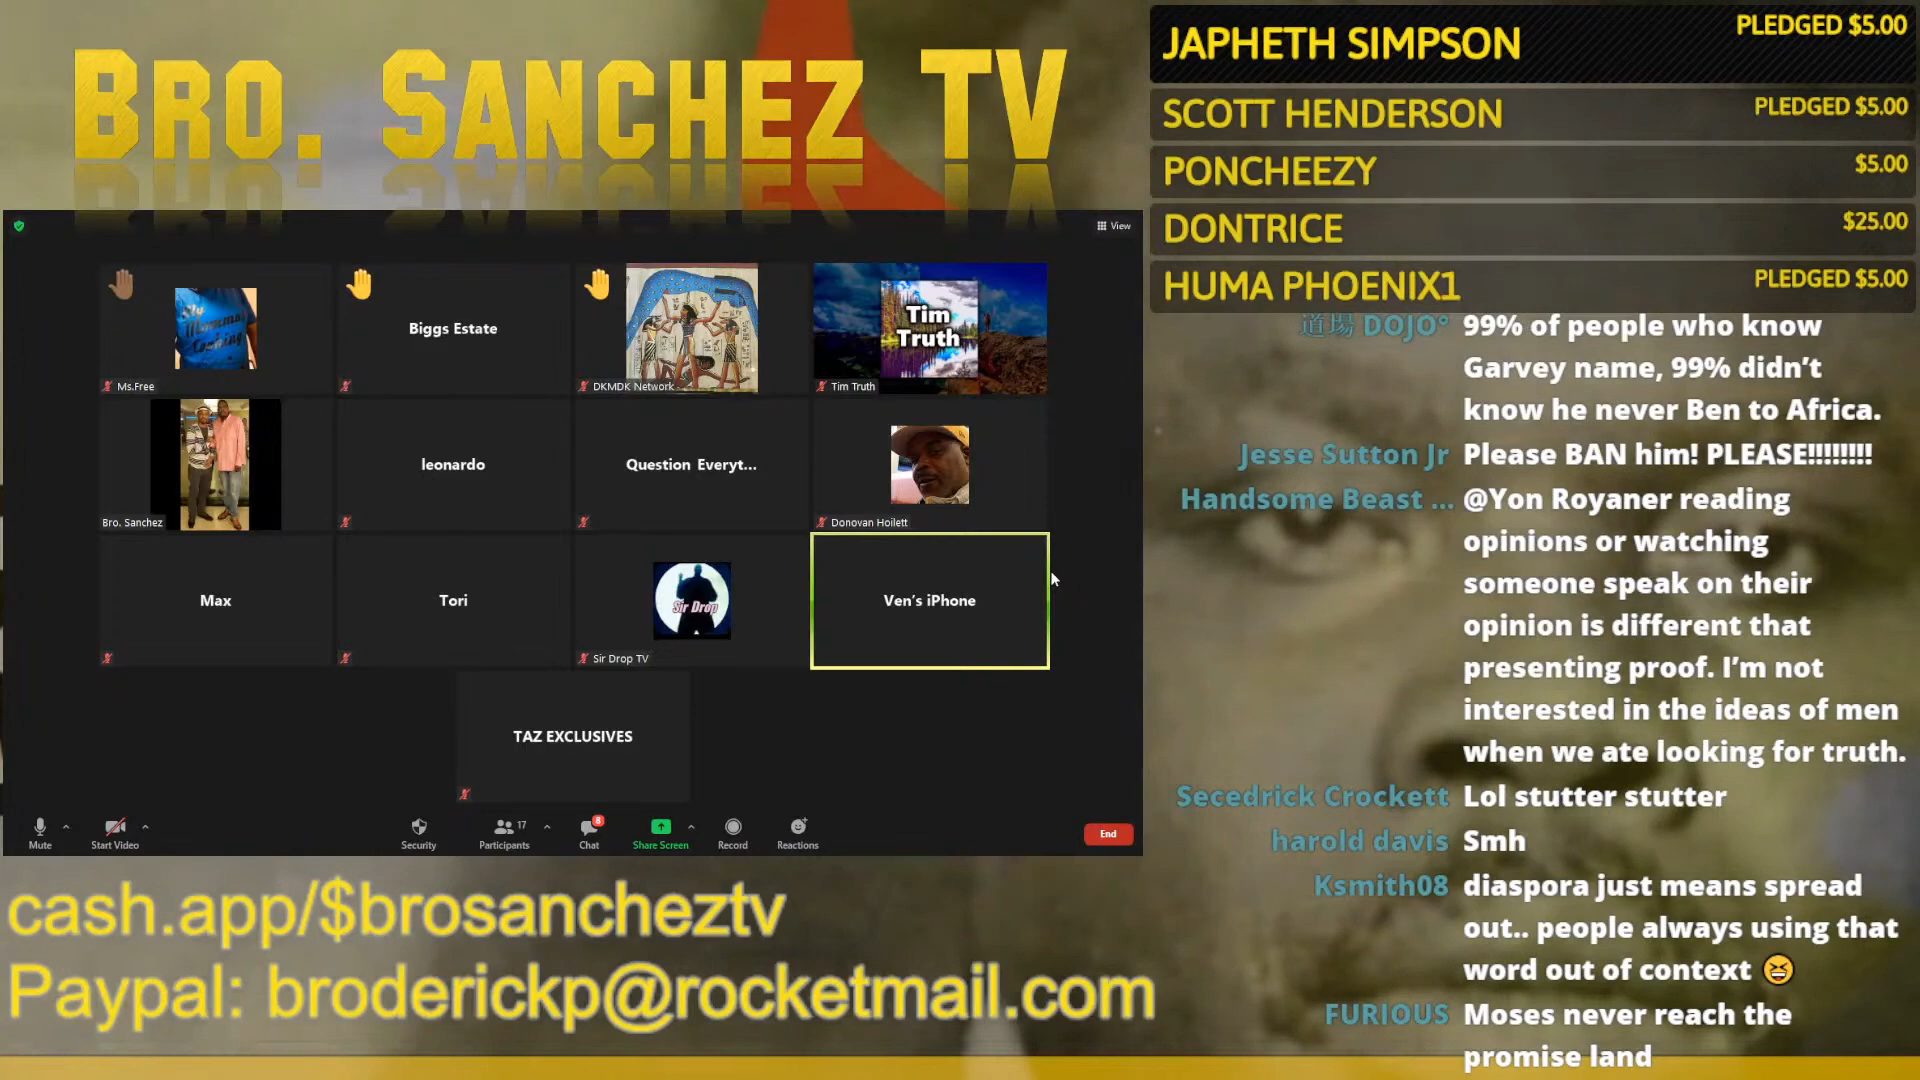 BRO. SANCHEZ TV
JAPHETH SIMPSON
PLEDGED $5.00
SCOTT HENDERSON
PLEDGED $5.00
PONCHEEZY
$5.00
DONTRICE
$25.00
HUMA PHOENIX1
PLEDGED $5.00
View
Ms.Free
Biggs Estate
DKMDK Network
Tim
Truth
Tim Truth
Bro. Sanchez
leonardo
Question Everyt...
Donovan Hoilett
Max
Tori
Sir Drop
Sir Drop TV
Ven's iPhone
TAZ EXCLUSIVES
Mute
Start Video
Security
17
Participants
8
Chat
Share Screen
Record
Reactions
End
cash.app/$brosancheztv
Paypal: broderickp@rocketmail.com
道場 DOJO° 99% of people who know
Garvey name, 99% didn't
know he never Ben to Africa.
Jesse Sutton Jr Please BAN him! PLEASE!!!!!!!!
Handsome Beast ... @Yon Royaner reading
opinions or watching
someone speak on their
opinion is different that
presenting proof. I'm not
interested in the ideas of men
when we ate looking for truth.
Secedrick Crockett Lol stutter stutter
harold davis Smh
Ksmith08 diaspora just means spread
out.. people always using that
word out of context 😆
FURIOUS Moses never reach the
promise land